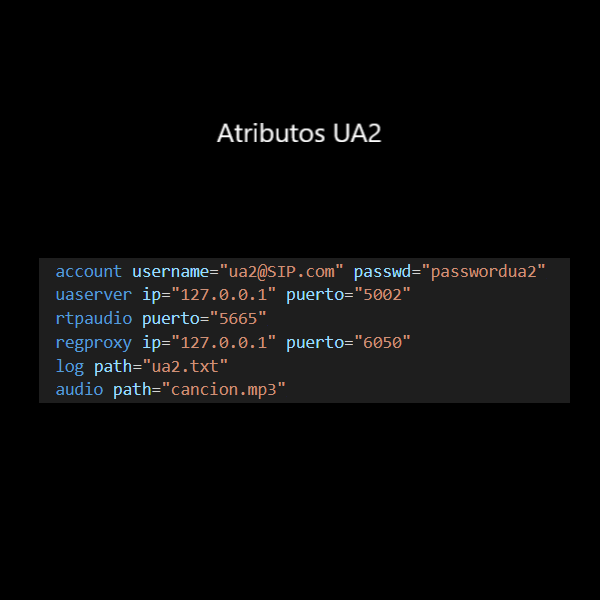 Atributos UA2
account username="ua2@SIP.com" passwd="passwordua2"
uaserver ip="127.0.0.1" puerto="5002"
rtpaudio puerto="5665"
regproxy ip="127.0.0.1" puerto="6050"
log path="ua2.txt"
audio path="cancion.mp3"